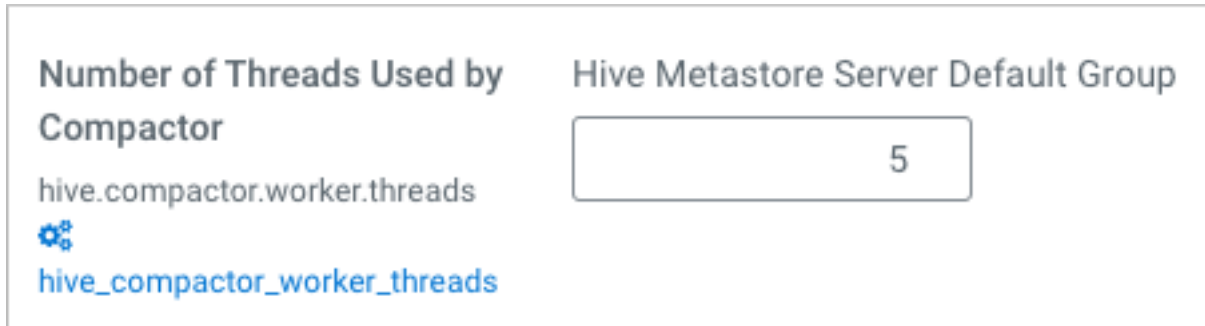 Number of Threads Used by
Compactor
hive.compactor.worker.threads
hive_compactor_worker_threads
Hive Metastore Server Default Group
5